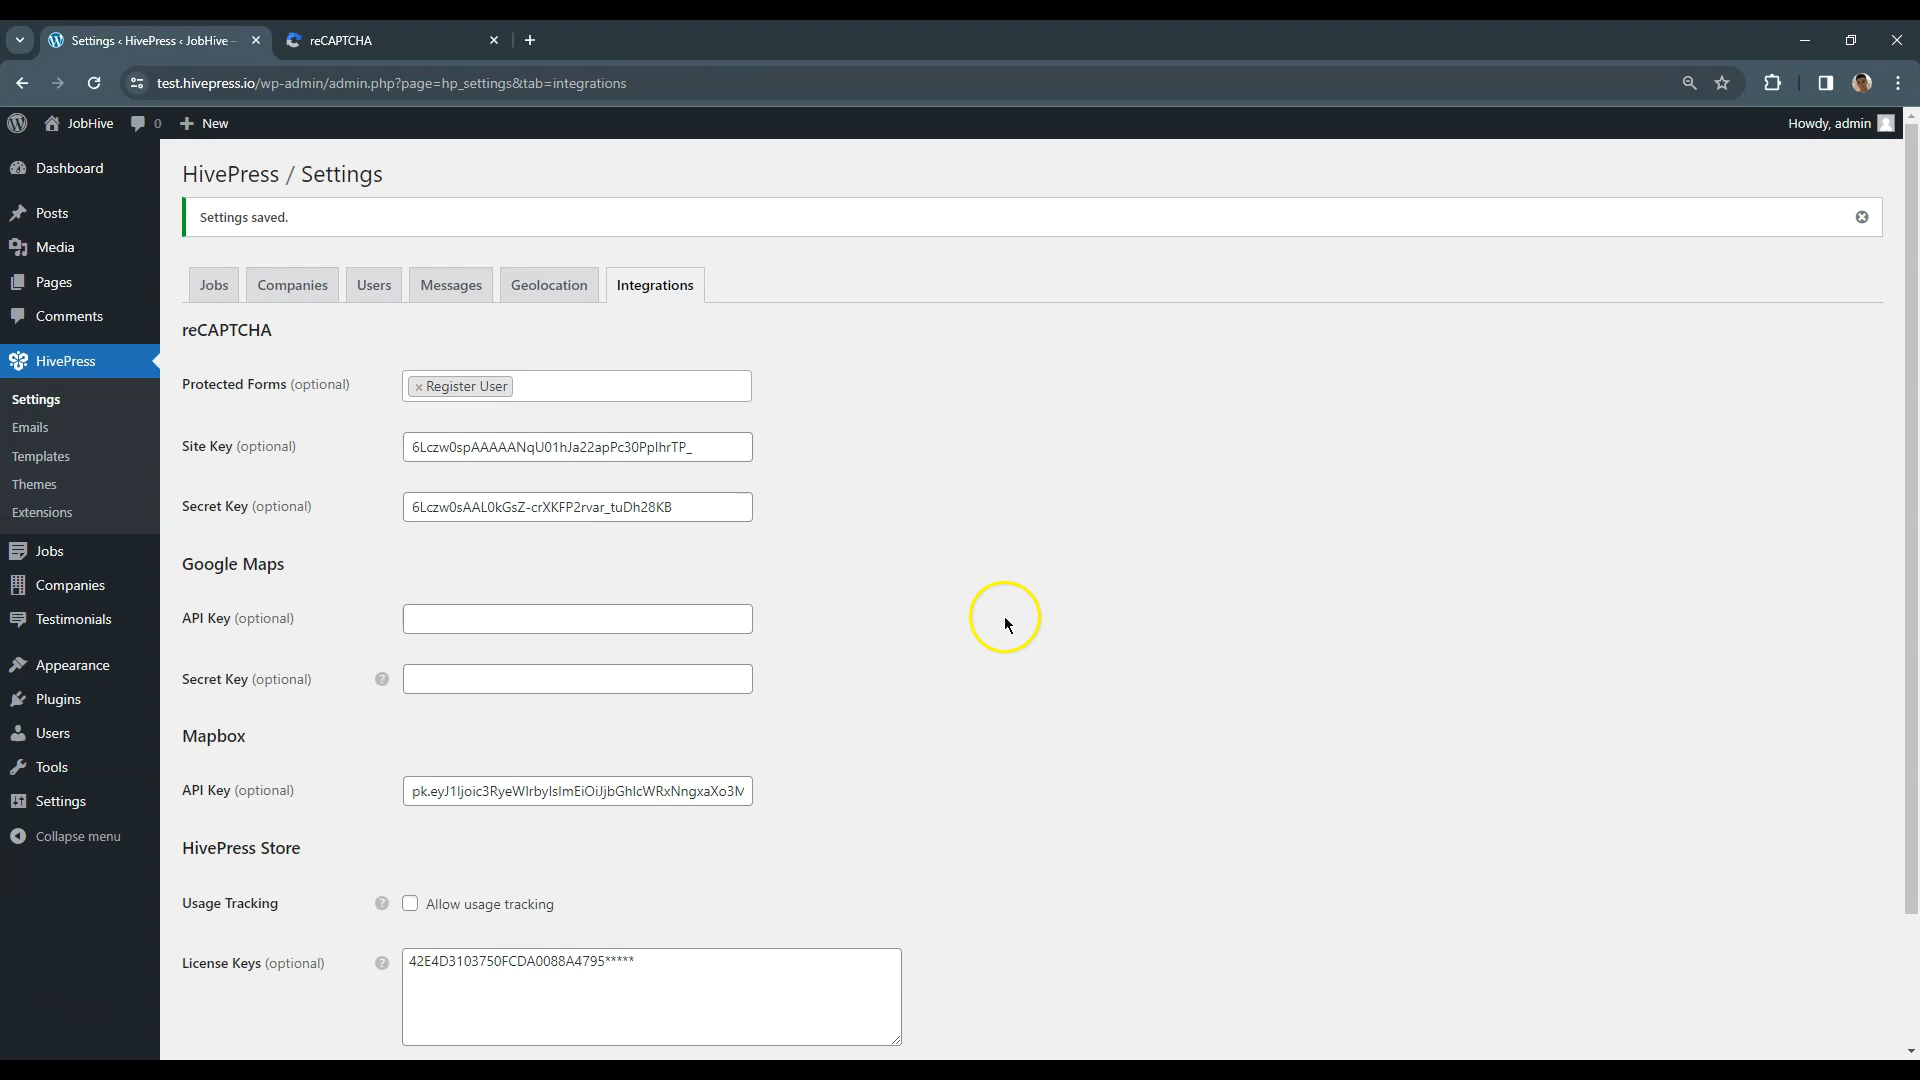 Settings ‹ HivePress ‹ JobHive —
reCAPTCHA
test.hivepress.io/wp-admin/admin.php?page=hp_settings&tab=integrations
JobHive
0
New
Howdy, admin
Dashboard
Posts
Media
Pages
Comments
HivePress
Settings
Emails
Templates
Themes
Extensions
Jobs
Companies
Testimonials
Appearance
Plugins
Users
Tools
Settings
Collapse menu
HivePress / Settings
Settings saved.
Jobs
Companies
Users
Messages
Geolocation
Integrations
reCAPTCHA
Protected Forms (optional)
× Register User
Site Key (optional)
6Lczw0spAAAAANqU01hJa22apPc30PpIhrTP_
Secret Key (optional)
6Lczw0sAAL0kGsZ-crXKFP2rvar_tuDh28KB
Google Maps
API Key (optional)
Secret Key (optional)
?
Mapbox
API Key (optional)
pk.eyJ1Ijoic3RyeWlrbyIsImEiOiJjbGhlcWRxNngxaXo3M
HivePress Store
Usage Tracking
?
Allow usage tracking
License Keys (optional)
?
42E4D3103750FCDA0088A4795*****